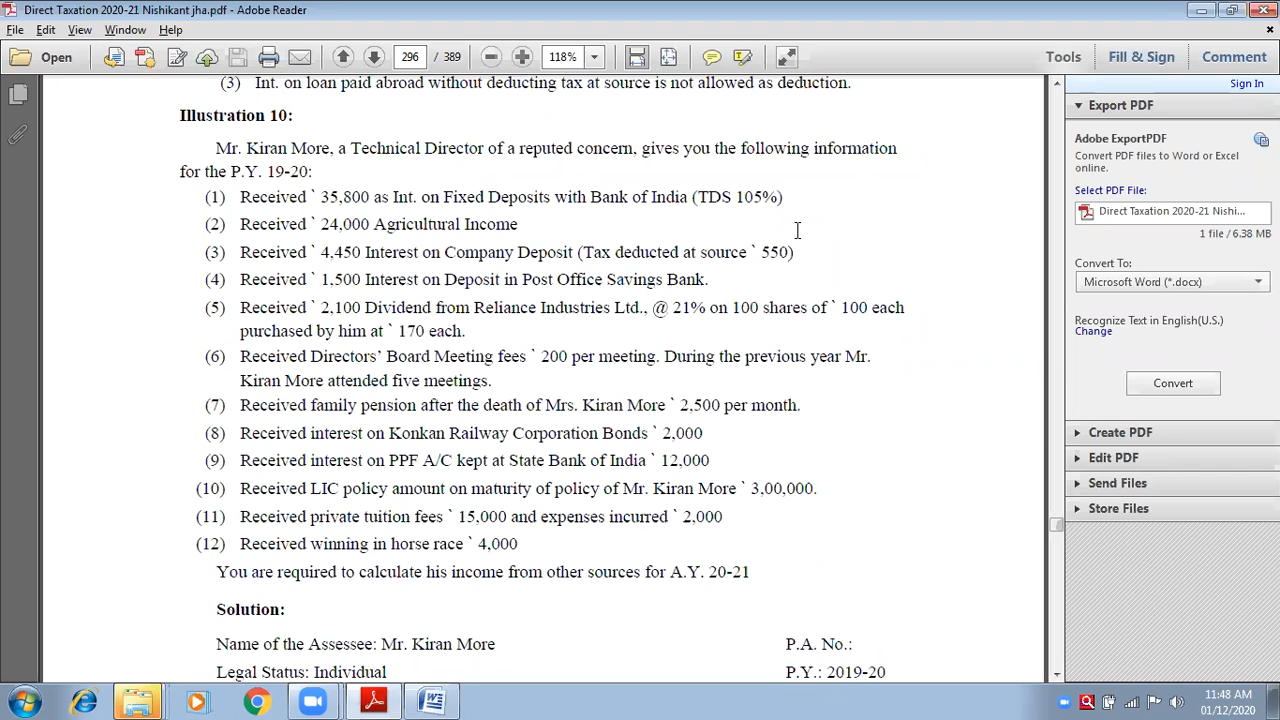 Direct Taxation 2020-21 Nishikant jha.pdf - Adobe Reader
File Edit View Window Help
Open 296 / 389 118% Tools Fill & Sign Comment
Sign In
(3) Int. on loan paid abroad without deducting tax at source is not allowed as deduction.
Illustration 10:
Mr. Kiran More, a Technical Director of a reputed concern, gives you the following information
for the P.Y. 19-20:
(1) Received ` 35,800 as Int. on Fixed Deposits with Bank of India (TDS 105%)
(2) Received ` 24,000 Agricultural Income
(3) Received ` 4,450 Interest on Company Deposit (Tax deducted at source ` 550)
(4) Received ` 1,500 Interest on Deposit in Post Office Savings Bank.
(5) Received ` 2,100 Dividend from Reliance Industries Ltd., @ 21% on 100 shares of ` 100 each
purchased by him at ` 170 each.
(6) Received Directors’ Board Meeting fees ` 200 per meeting. During the previous year Mr.
Kiran More attended five meetings.
(7) Received family pension after the death of Mrs. Kiran More ` 2,500 per month.
(8) Received interest on Konkan Railway Corporation Bonds ` 2,000
(9) Received interest on PPF A/C kept at State Bank of India ` 12,000
(10) Received LIC policy amount on maturity of policy of Mr. Kiran More ` 3,00,000.
(11) Received private tuition fees ` 15,000 and expenses incurred ` 2,000
(12) Received winning in horse race ` 4,000
You are required to calculate his income from other sources for A.Y. 20-21
Solution:
Name of the Assessee: Mr. Kiran More P.A. No.:
Legal Status: Individual P.Y.: 2019-20
Export PDF
Adobe ExportPDF
Convert PDF files to Word or Excel
online.
Select PDF File:
Direct Taxation 2020-21 Nishi...
1 file / 6.38 MB
Convert To:
Microsoft Word (*.docx)
Recognize Text in English(U.S.)
Change
Convert
Create PDF
Edit PDF
Send Files
Store Files
11:48 AM
01/12/2020